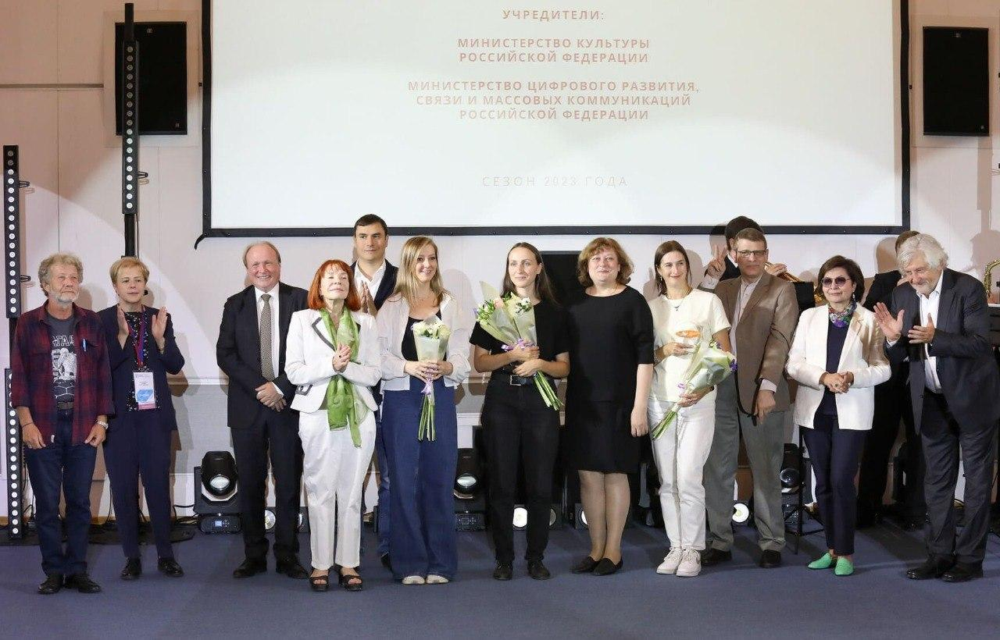 УЧРЕДИТЕЛИ:
МИНИСТЕРСТВО КУЛЬТУРЫ
РОССИЙСКОЙ ФЕДЕРАЦИИ
МИНИСТЕРСТВО ЦИФРОВОГО РАЗВИТИЯ,
СВЯЗИ И МАССОВЫХ КОММУНИКАЦИЙ
РОССИЙСКОЙ ФЕДЕРАЦИИ
СЕЗОН 2023 ГОДА